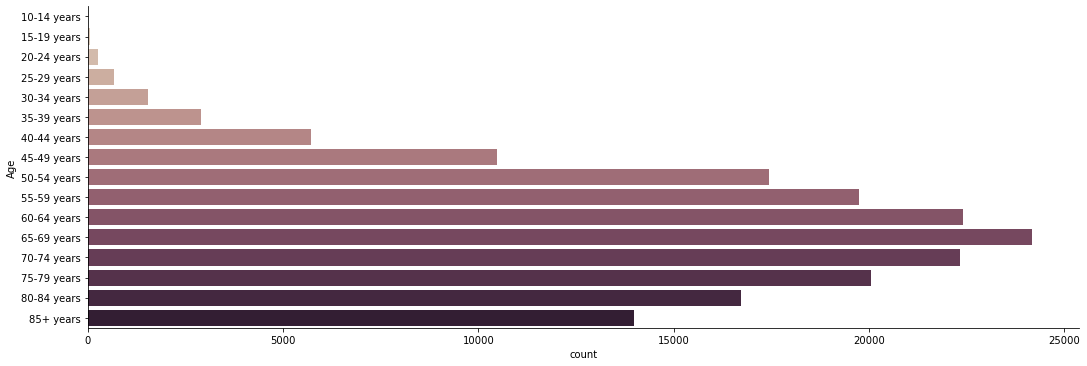 10-14 years
15-19 years
20-24 years
25-29 years
30-34 years
35-39 years
40-44 years
45-49 years
50-54 years
55-59 years
60-64 years
65-69 years
70-74 years
75-79 years
80-84 years
85+ years
Age
0 5000 10000 15000 20000 25000
count